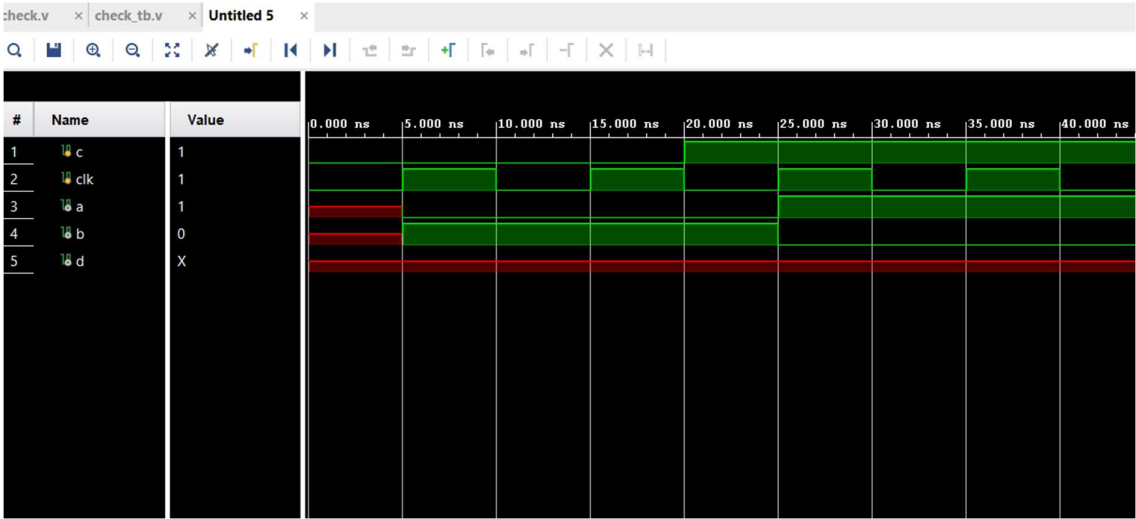 check.v × check_tb.v × Untitled 5 ×
# Name Value 0.000 ns 5.000 ns 10.000 ns 15.000 ns 20.000 ns 25.000 ns 30.000 ns 35.000 ns 40.000 ns
1 c 1
2 clk 1
3 a 1
4 b 0
5 d X